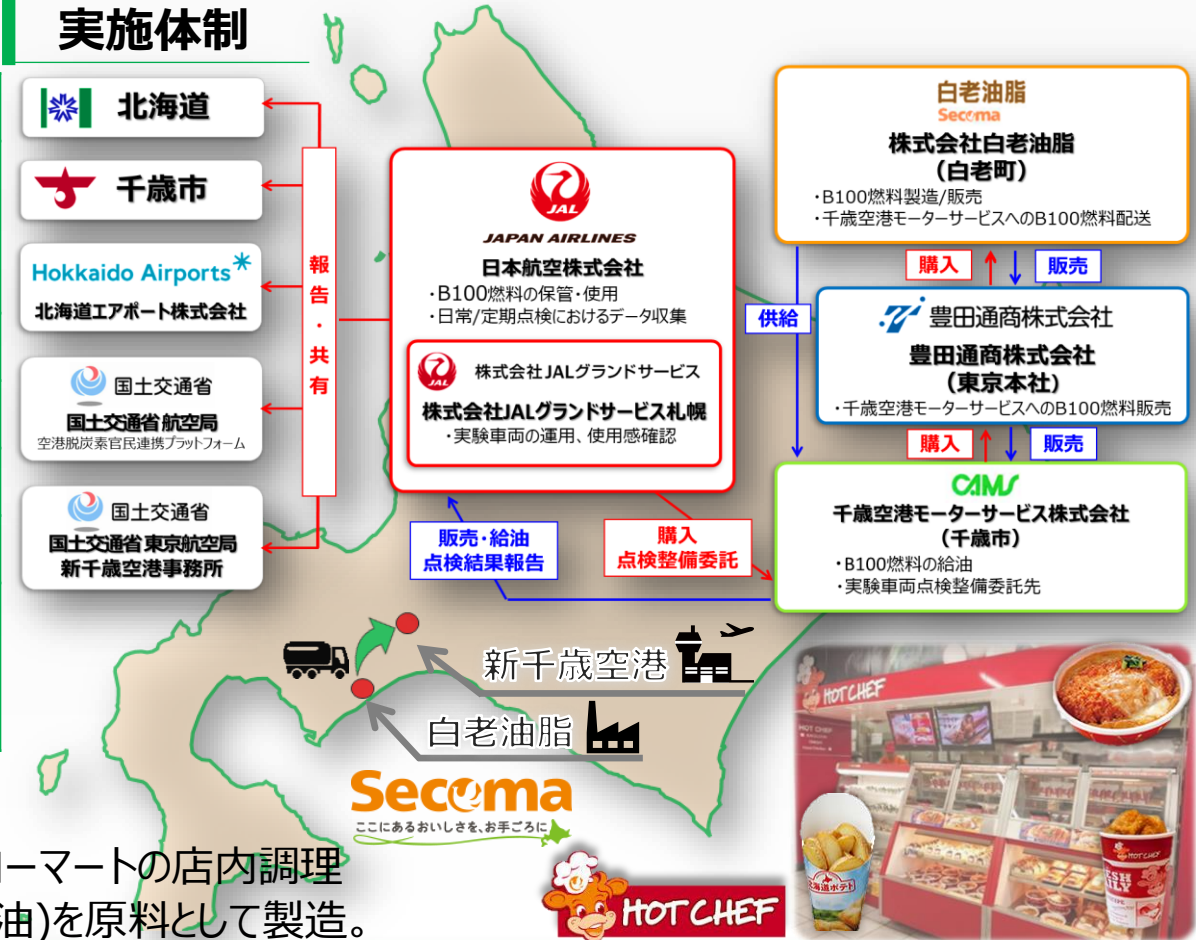 実施体制
北海道
千歳市
Hokkaido Airports
北海道エアポート株式会社
国土交通省
国土交通省 航空局
空港脱炭素官民連携プラットフォーム
国土交通省
国土交通省 東京航空局
新千歳空港事務所
報告・共有
JAL
JAPAN AIRLINES
日本航空株式会社
・B100燃料の保管・使用
・日常/定期点検におけるデータ収集
JAL
株式会社JALグランドサービス
株式会社JALグランドサービス札幌
・実験車両の運用、使用感確認
白老油脂
Secoma
株式会社白老油脂
（白老町）
・B100燃料製造/販売
・千歳空港モーターサービスへのB100燃料配送
購入
販売
供給
豊田通商株式会社
豊田通商株式会社
（東京本社）
・千歳空港モーターサービスへのB100燃料販売
購入
販売
CAMS
千歳空港モーターサービス株式会社
（千歳市）
・B100燃料の給油
・実験車両点検整備委託先
販売・給油
点検結果報告
購入
点検整備委託
新千歳空港
白老油脂
Secoma
ここにあるおいしさを、お手ごろに
ーマートの店内調理
油)を原料として製造。
HOT CHEF
HOT CHEF
HOT CHEF
北海道ポテト
HOT CHEF